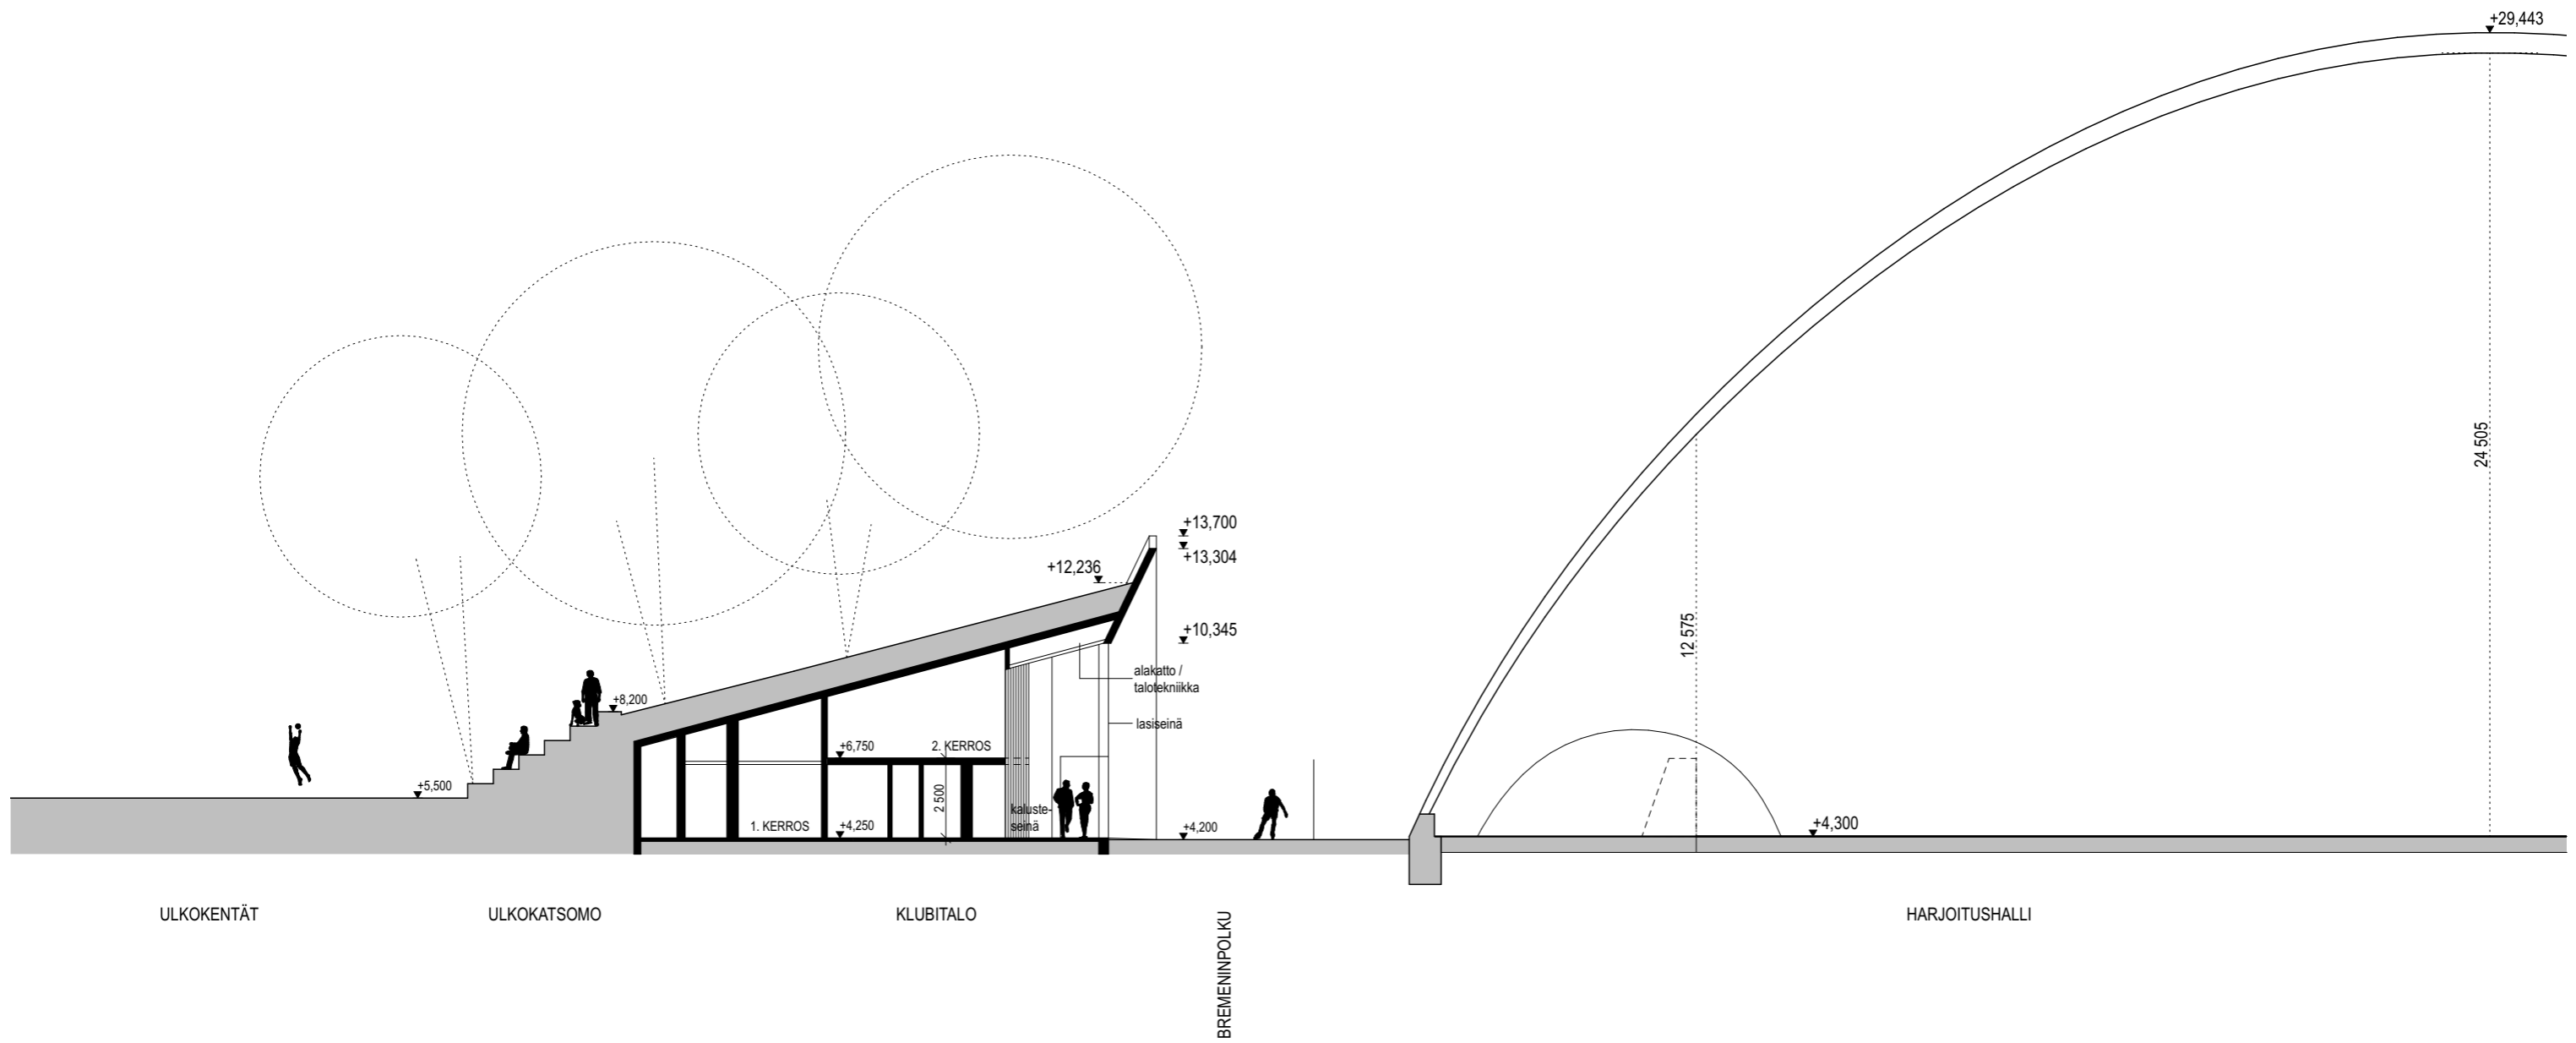 +29,443
24 505
12 575
+13,700
+13,304
+12,236
+10,345
alakatto /
talotekniikka
+8,200
lasiseinä
+6,750
2. KERROS
+5,500
2 500
kaluste-
seinä
1. KERROS
+4,250
+4,200
+4,300
ULKOKENTÄT
ULKOKATSOMO
KLUBITALO
BREMENINPOLKU
HARJOITUSHALLI